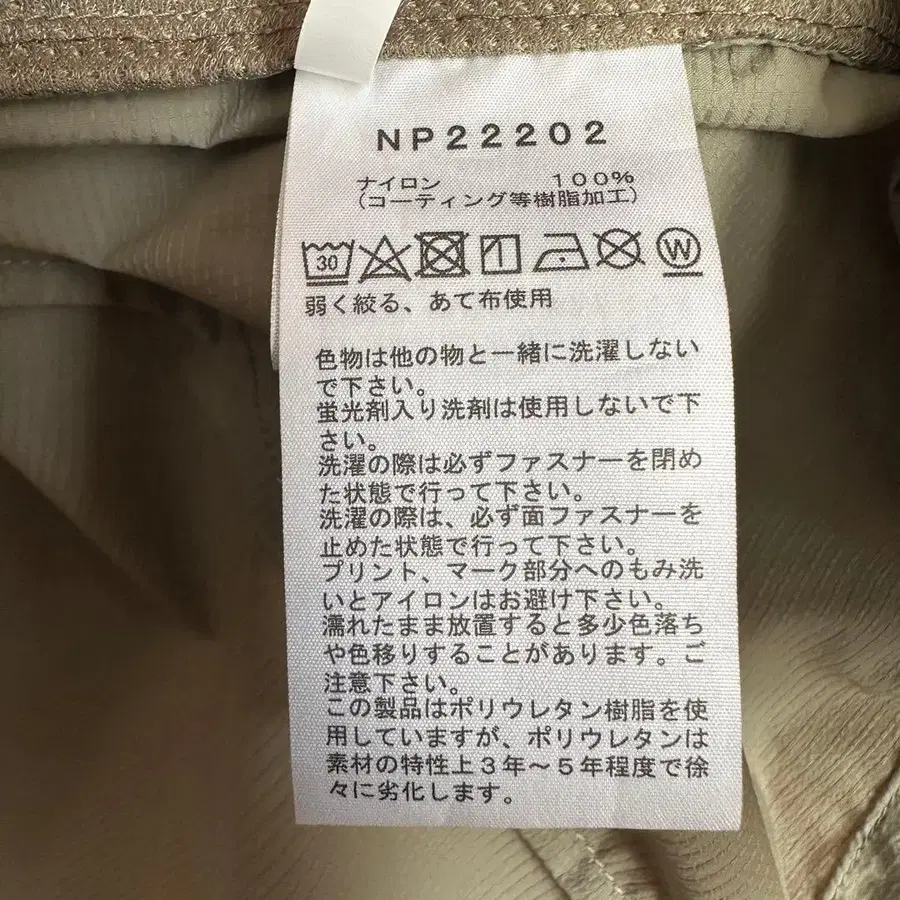 NP22202
ナイロン 100%
(コーティング等樹脂加工)
30
W
弱く絞る、あて布使用
色物は他の物と一緒に洗濯しない
で下さい。
蛍光剤入り洗剤は使用しないで下
さい。
洗濯の際は必ずファスナーを閉め
た状態で行って下さい。
洗濯の際は、必ず面ファスナーを
止めた状態で行って下さい。
プリント、マーク部分へのもみ洗
いとアイロンはお避け下さい。
濡れたまま放置すると多少色落ち
や色移りすることがあります。ご
注意下さい。
この製品はポリウレタン樹脂を使
用していますが、ポリウレタンは
素材の特性上3年～5年程度で徐
々に劣化します。